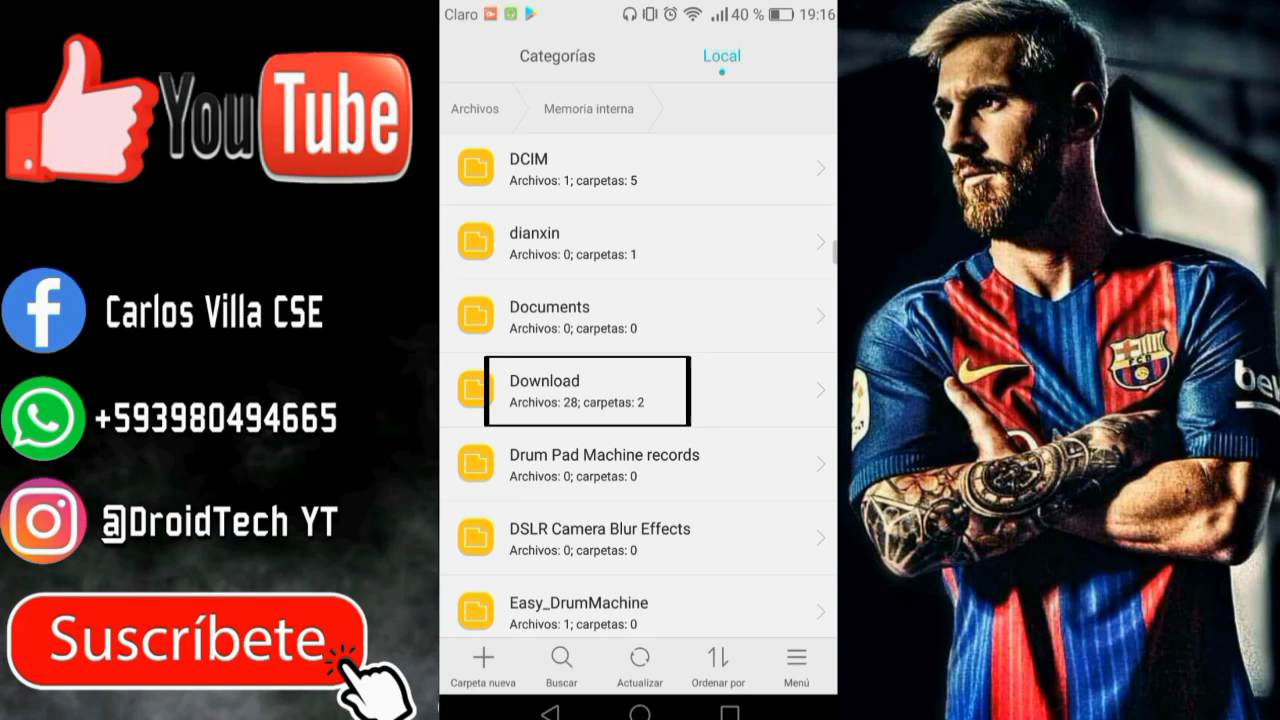 YouTube
Carlos Villa CSE
+593980494665
@DroidTech YT
Suscríbete
Claro
40 %
19:16
Categorías
Local
Archivos
Memoria interna
DCIM
Archivos: 1; carpetas: 5
dianxin
Archivos: 0; carpetas: 1
Documents
Archivos: 0; carpetas: 0
Download
Archivos: 28; carpetas: 2
Drum Pad Machine records
Archivos: 0; carpetas: 0
DSLR Camera Blur Effects
Archivos: 0; carpetas: 0
Easy_DrumMachine
Archivos: 1; carpetas: 0
Carpeta nueva
Buscar
Actualizar
Ordenar por
Menú